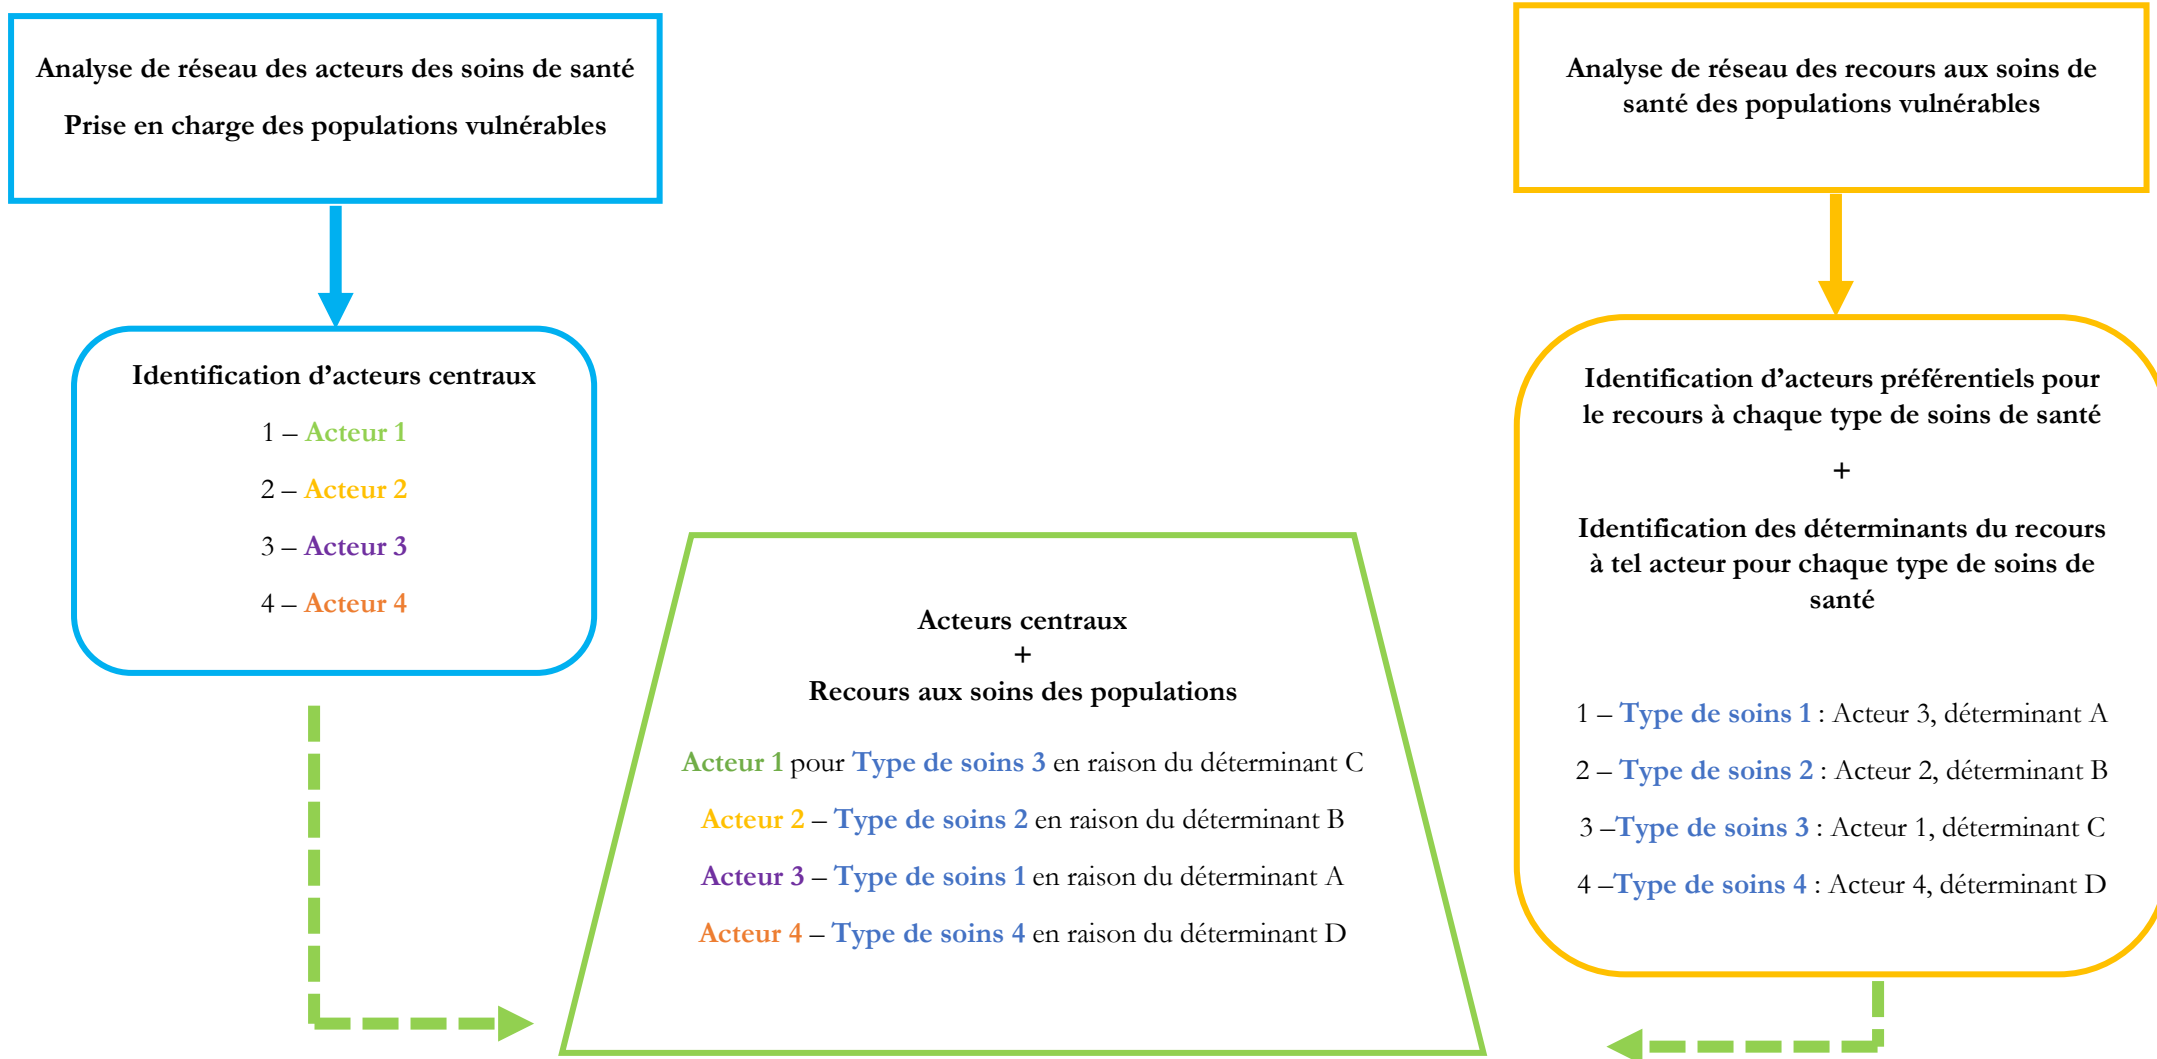 Analyse de réseau des acteurs des soins de santé
Prise en charge des populations vulnérables
Identification d’acteurs centraux
1 – Acteur 1
2 – Acteur 2
3 – Acteur 3
4 – Acteur 4
Acteurs centraux
+
Recours aux soins des populations
Acteur 1 pour Type de soins 3 en raison du déterminant C
Acteur 2 – Type de soins 2 en raison du déterminant B
Acteur 3 – Type de soins 1 en raison du déterminant A
Acteur 4 – Type de soins 4 en raison du déterminant D
Analyse de réseau des recours aux soins de
santé des populations vulnérables
Identification d’acteurs préférentiels pour
le recours à chaque type de soins de santé
+
Identification des déterminants du recours
à tel acteur pour chaque type de soins de
santé
1 – Type de soins 1 : Acteur 3, déterminant A
2 – Type de soins 2 : Acteur 2, déterminant B
3 –Type de soins 3 : Acteur 1, déterminant C
4 –Type de soins 4 : Acteur 4, déterminant D